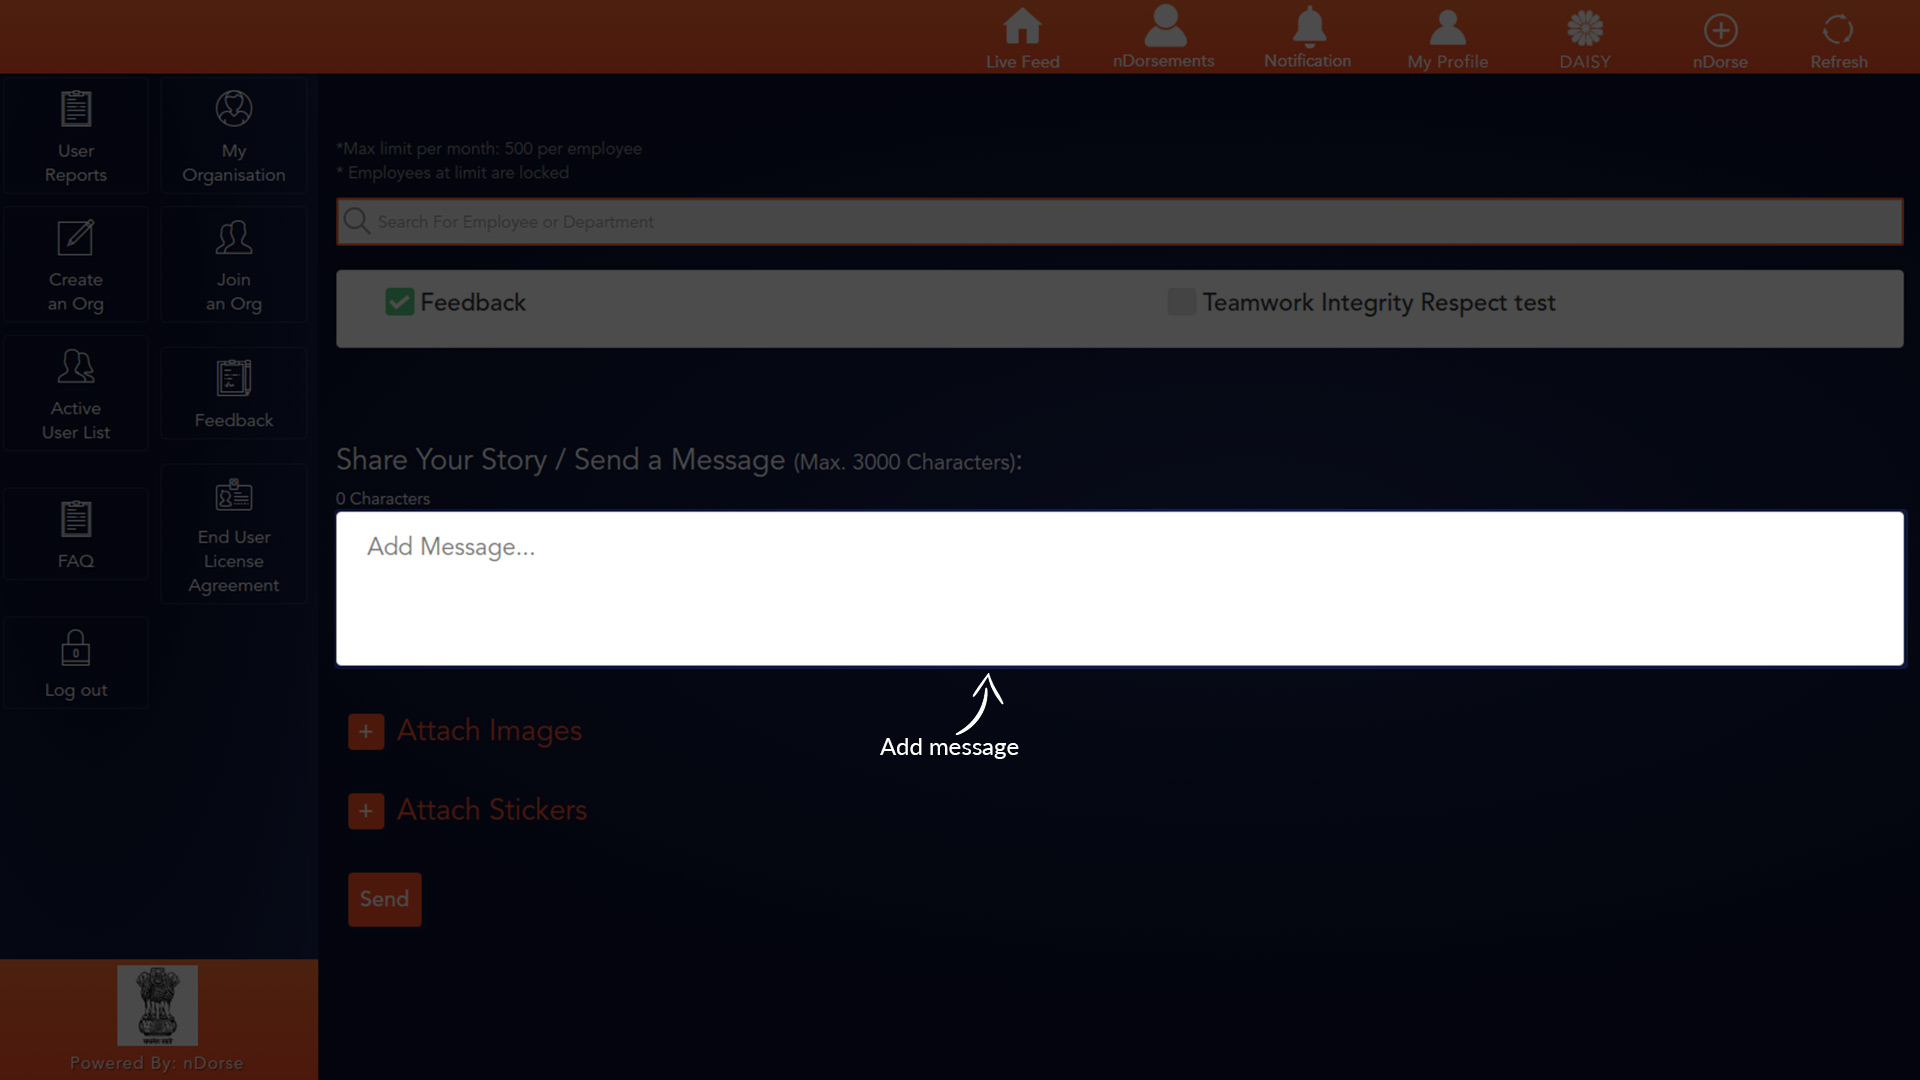 Live Feed
nDorsements
Notification
My Profile
DAISY
nDorse
Refresh
User
Reports
My
Organisation
Create
an Org
Join
an Org
Active
User List
Feedback
FAQ
End User
License
Agreement
Log out
Powered By: nDorse
*Max limit per month: 500 per employee
* Employees at limit are locked
Search For Employee or Department
Feedback
Teamwork Integrity Respect test
Share Your Story / Send a Message (Max. 3000 Characters):
0 Characters
Add Message...
Add message
+ Attach Images
+ Attach Stickers
Send